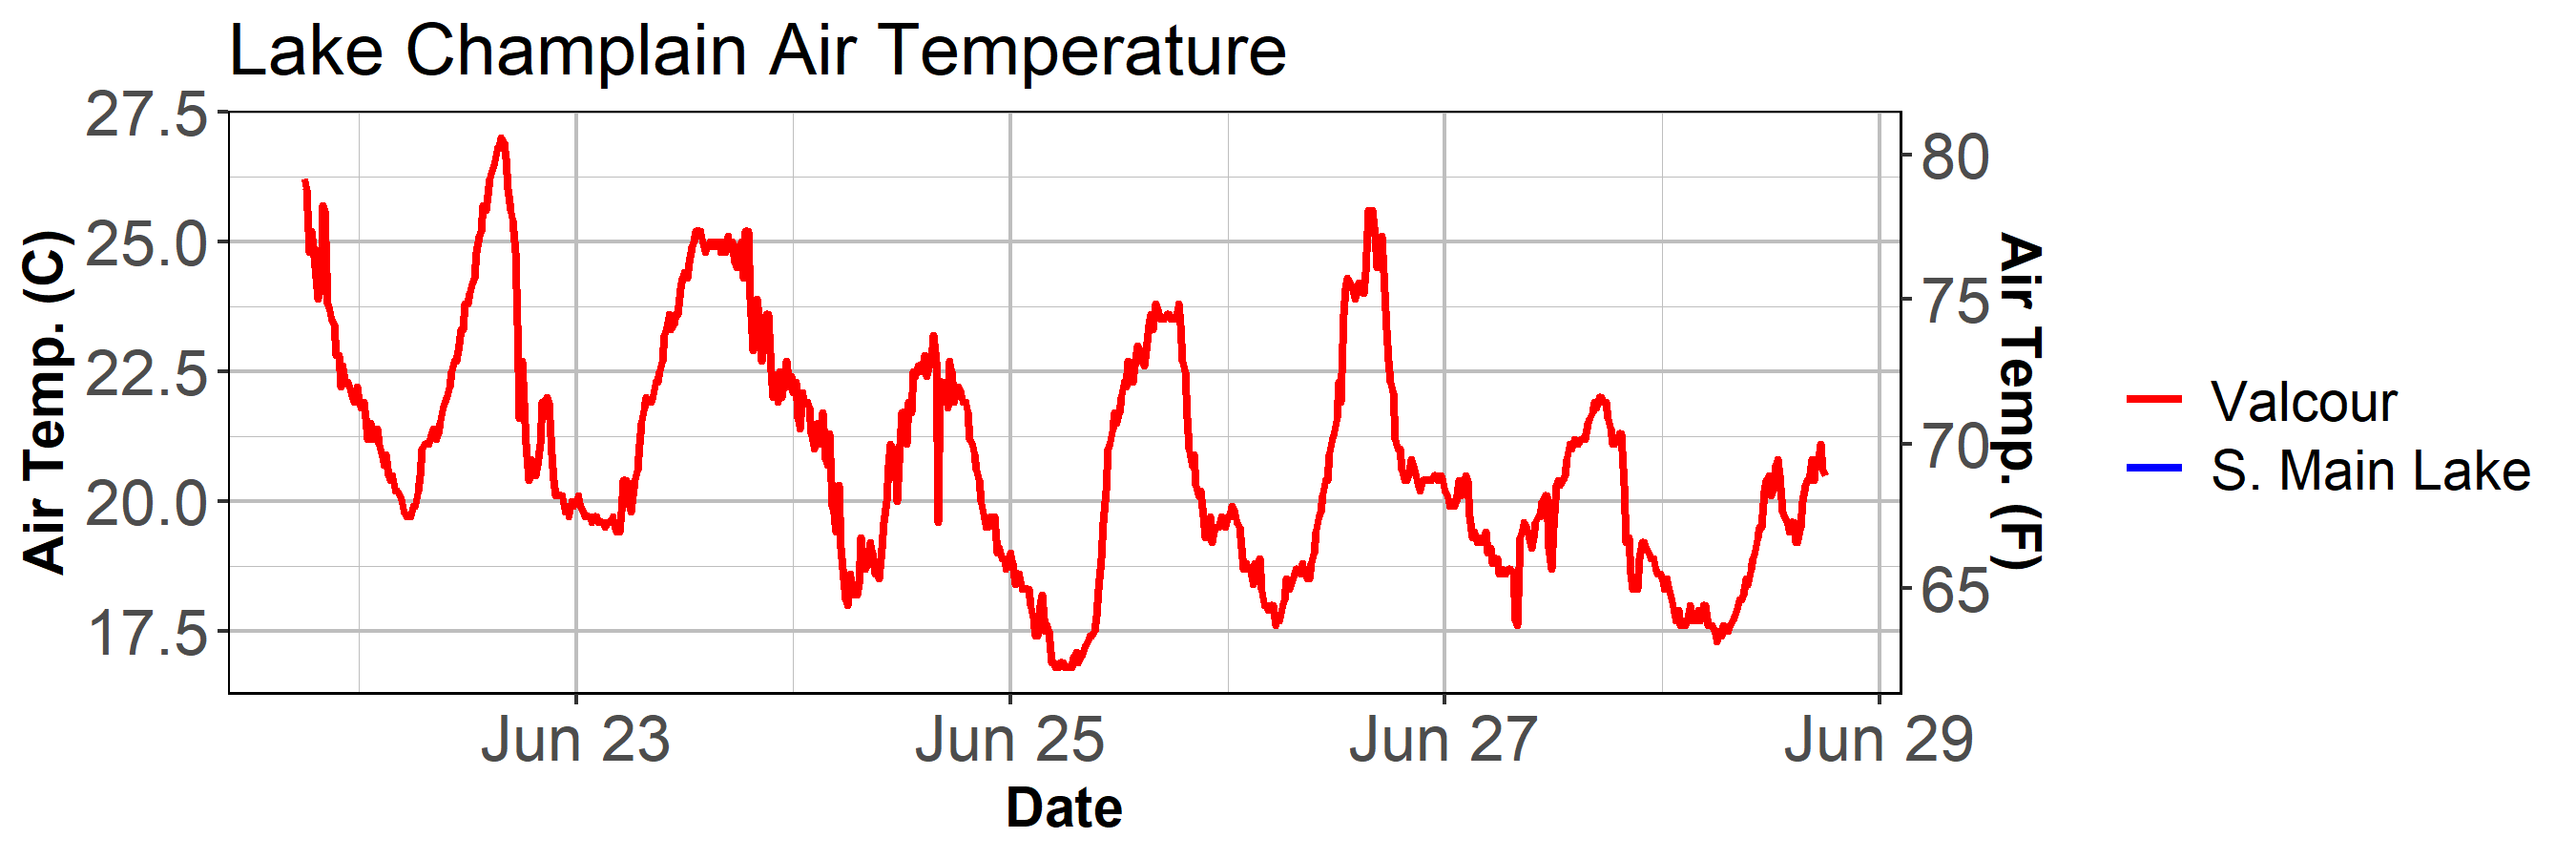 Lake Champlain Air Temperature
27.5
25.0
22.5
20.0
17.5
Air Temp. (C)
80
75
70
65
Air Temp. (F)
Jun 23
Jun 25
Jun 27
Jun 29
Date
Valcour
S. Main Lake